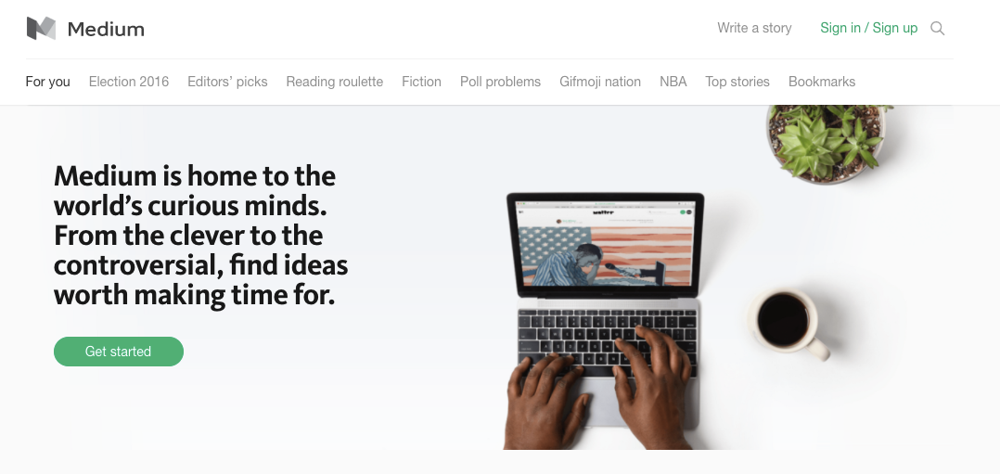 Medium
Write a story
Sign in / Sign up
For you
Election 2016
Editors’ picks
Reading roulette
Fiction
Poll problems
Gifmoji nation
NBA
Top stories
Bookmarks
Medium is home to the
world’s curious minds.
From the clever to the
controversial, find ideas
worth making time for.
Get started